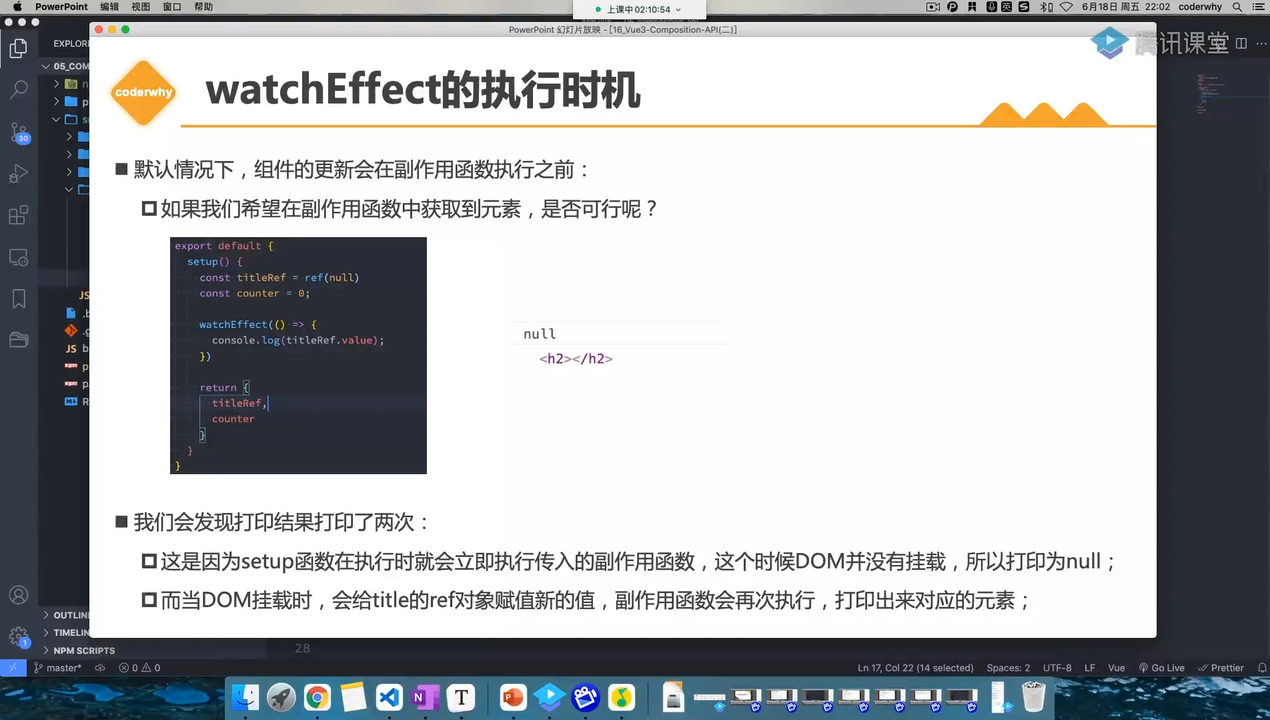 PowerPoint 编辑 视图 窗口 帮助
上课中 02:10:54
6月18日 周五 22:02 coderwhy
PowerPoint 幻灯片放映 - [16_Vue3-Composition-API(二)]
腾讯课堂
EXPLOR
05_COM
coderwhy
watchEffect的执行时机
30
默认情况下，组件的更新会在副作用函数执行之前：
如果我们希望在副作用函数中获取到元素，是否可行呢？
export default {
setup() {
const titleRef = ref(null)
const counter = 0;
watchEffect(() => {
console.log(titleRef.value);
})
return {
titleRef,
counter
}
}
}
null
<h2></h2>
JS
JS b
我们会发现打印结果打印了两次：
这是因为setup函数在执行时就会立即执行传入的副作用函数，这个时候DOM并没有挂载，所以打印为null；
而当DOM挂载时，会给title的ref对象赋值新的值，副作用函数会再次执行，打印出来对应的元素；
OUTLIN
TIMELIN
NPM SCRIPTS
1
28
master*
0 0
Ln 17, Col 22 (14 selected)
Spaces: 2
UTF-8
LF
Vue
Go Live
Prettier